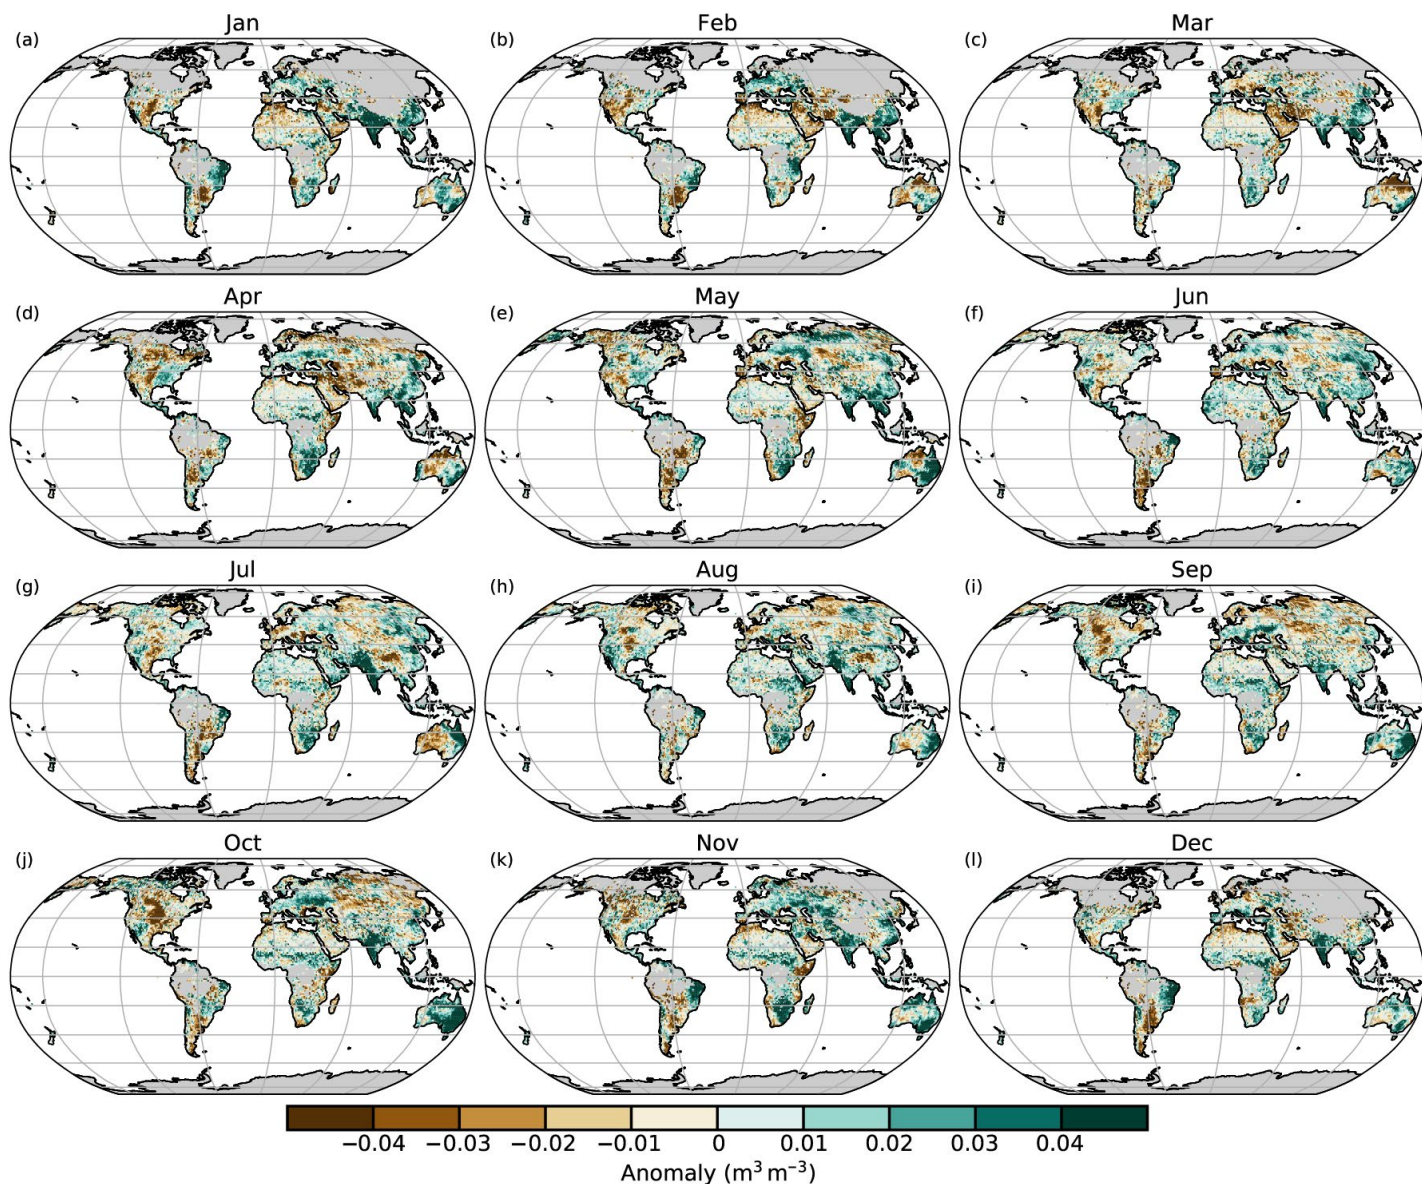 Jan
Feb
Mar
(a)
(b)
(c)
Apr
May
Jun
(d)
(e)
(f)
Jul
Aug
Sep
(g)
(h)
(i)
Oct
Nov
Dec
(j)
(k)
(l)
−0.04 −0.03 −0.02 −0.01 0 0.01 0.02 0.03 0.04
Anomaly (m³ m⁻³)